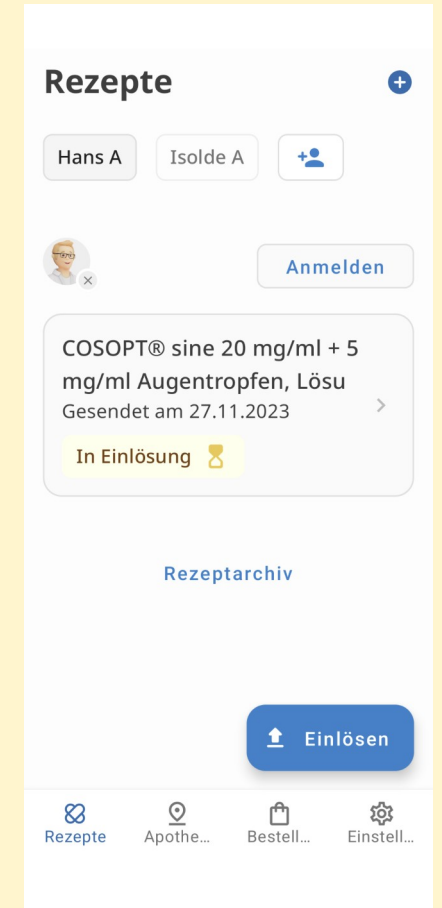 Rezepte
Hans A
Isolde A
Anmelden
COSOPT® sine 20 mg/ml + 5
mg/ml Augentropfen, Lösu
Gesendet am 27.11.2023
In Einlösung
Rezeptarchiv
Einlösen
Rezepte
Apothe...
Bestell...
Einstell...